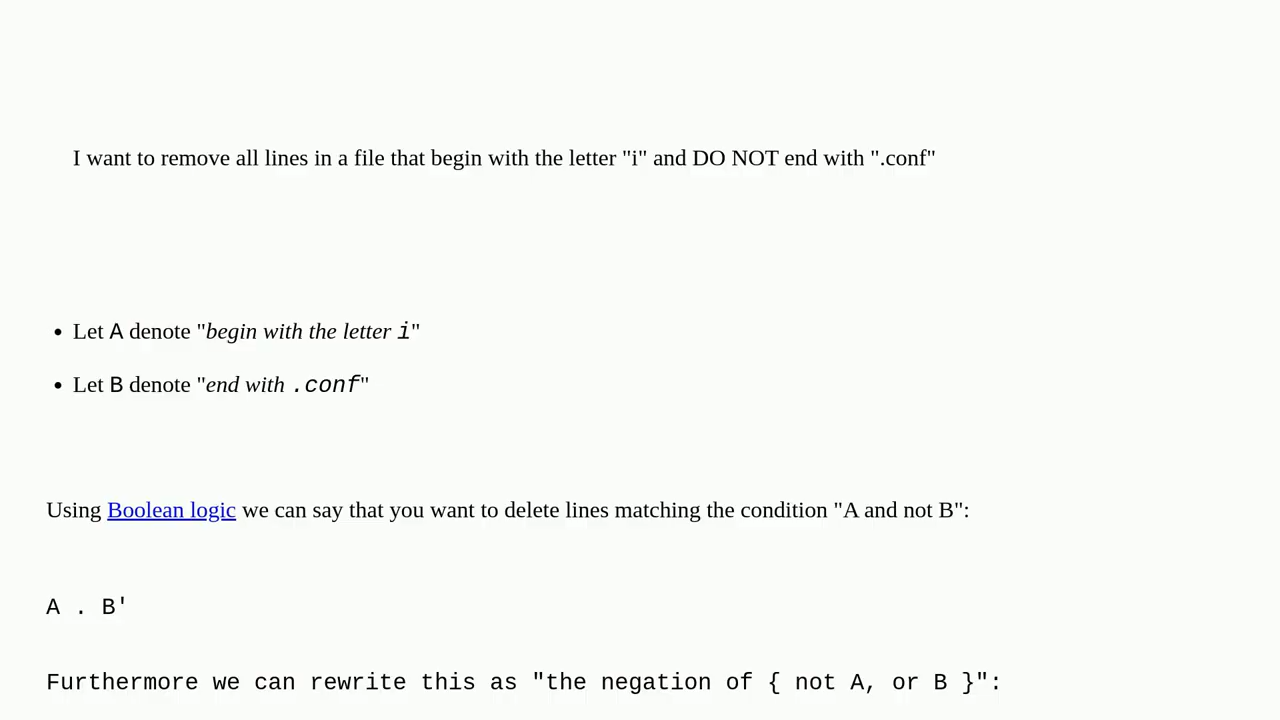 I want to remove all lines in a file that begin with the letter "i" and DO NOT end with ".conf"
• Let A denote "begin with the letter i"
• Let B denote "end with .conf"
Using Boolean logic we can say that you want to delete lines matching the condition "A and not B":
A . B'
Furthermore we can rewrite this as "the negation of { not A, or B }":